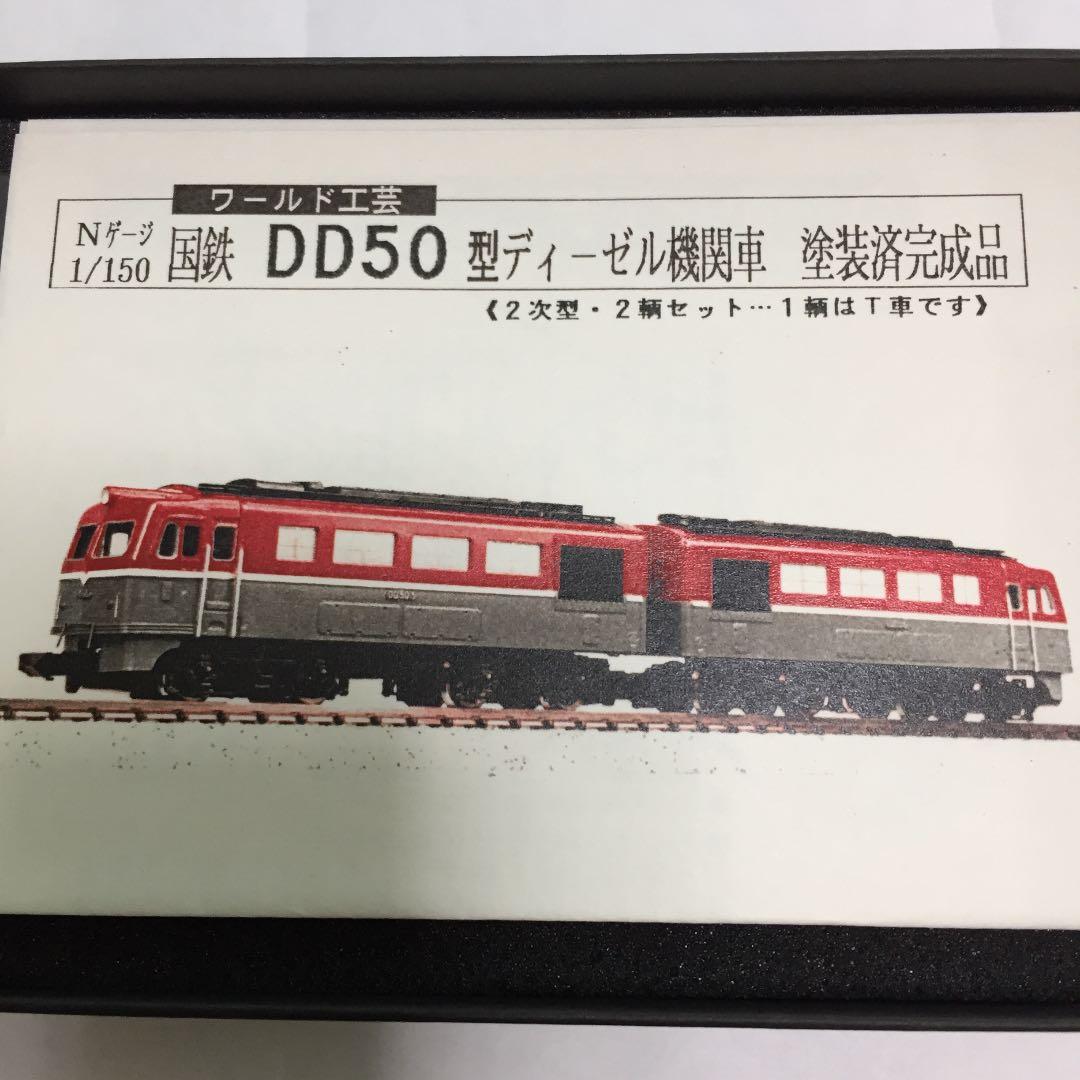 ワールド工芸
Nゲージ
1/150
国鉄 DD50 型ディーゼル機関車 塗装済完成品
《2次型・2輌セット…1輌はT車です》